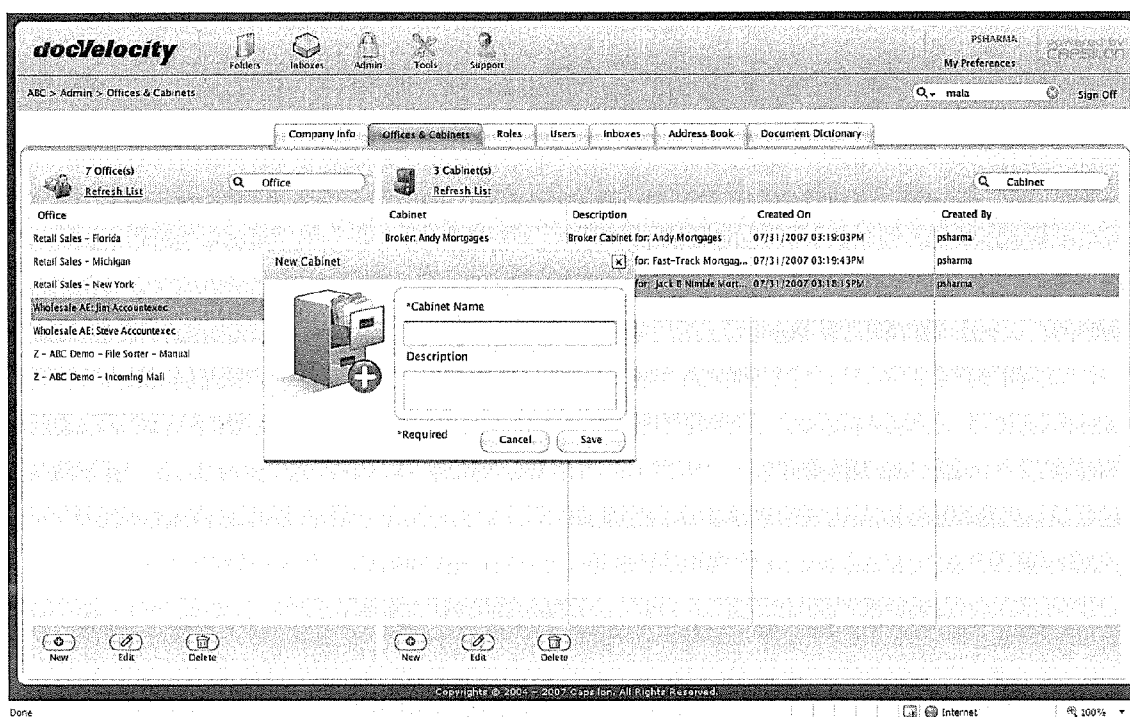 docVelocity
Folders Inboxes Admin Tools Support
PSHARMA
My Preferences
ABC > Admin > Offices & Cabinets
mala
Sign Off
Company Info Offices & Cabinets Roles Users Inboxes Address Book Document Dictionary
7 Office(s)
Refresh List
Office
3 Cabinet(s)
Refresh List
Cabinet
Office
Cabinet Description Created On Created By
Retail Sales - Florida
Broker: Andy Mortgages Broker Cabinet for: Andy Mortgages 07/31/2007 03:19:03PM psharma
Retail Sales - Michigan
for: Fast-Track Mortgag... 07/31/2007 03:19:43PM psharma
Retail Sales - New York
for: Jack B Nimble Mort... 07/31/2007 03:18:15PM psharma
Wholesale AE: Jim Accountexec
Wholesale AE: Steve Accountexec
Z - ABC Demo - File Sorter - Manual
Z - ABC Demo - Incoming Mail
New Cabinet
*Cabinet Name
Description
*Required
Cancel Save
New Edit Delete
New Edit Delete
Copyrights © 2004 - 2007 Capsilon. All Rights Reserved.
Done
Internet
100%